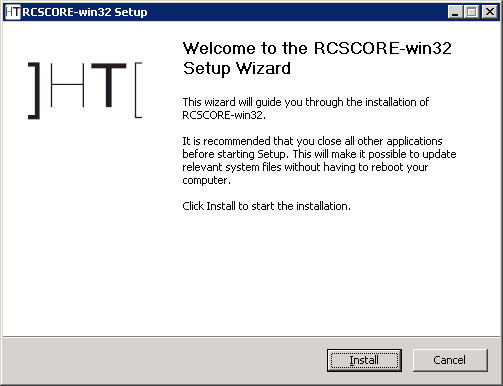 HT RCSCORE-win32 Setup
]HT[
Welcome to the RCSCORE-win32
Setup Wizard
This wizard will guide you through the installation of
RCSCORE-win32.
It is recommended that you close all other applications
before starting Setup. This will make it possible to update
relevant system files without having to reboot your
computer.
Click Install to start the installation.
Install
Cancel